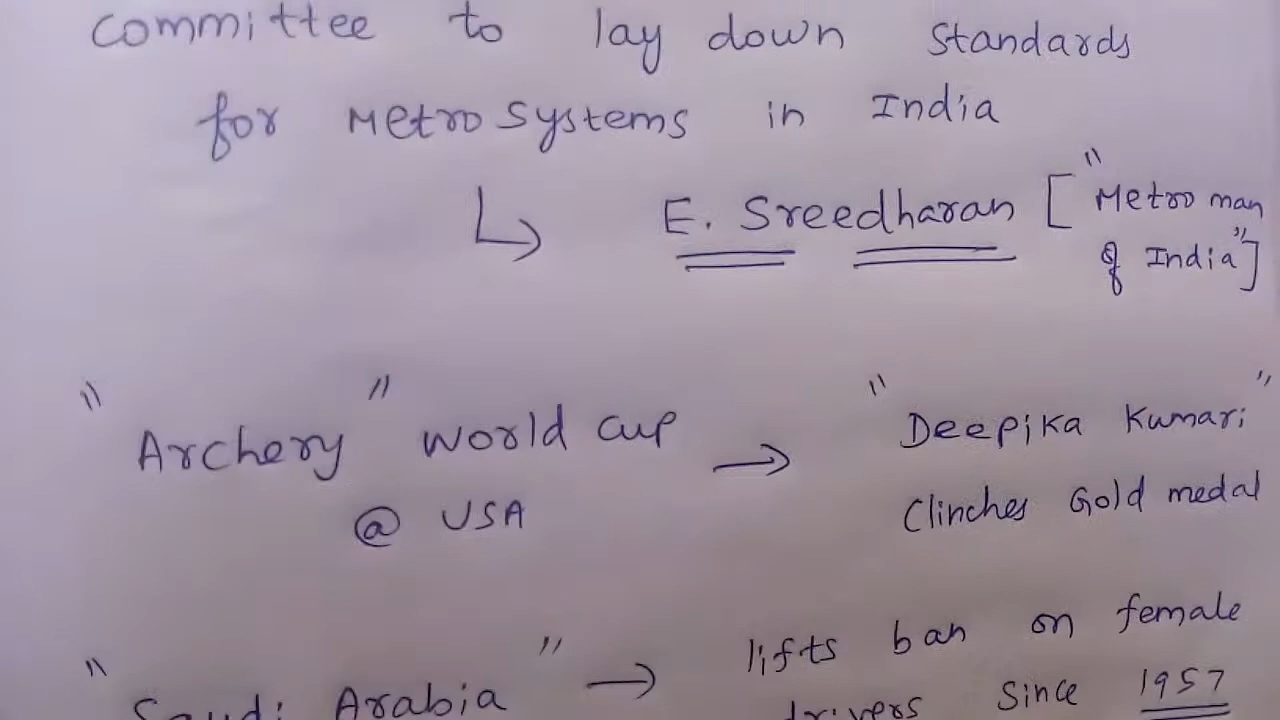 committee to lay down standards
for Metro systems in India
↳ E. Sreedharan ["Metro man
of India"]
"Archery" world cup → "Deepika Kumari"
@ USA Clinches Gold medal
"Saudi Arabia" → lifts ban on female
drivers since 1957